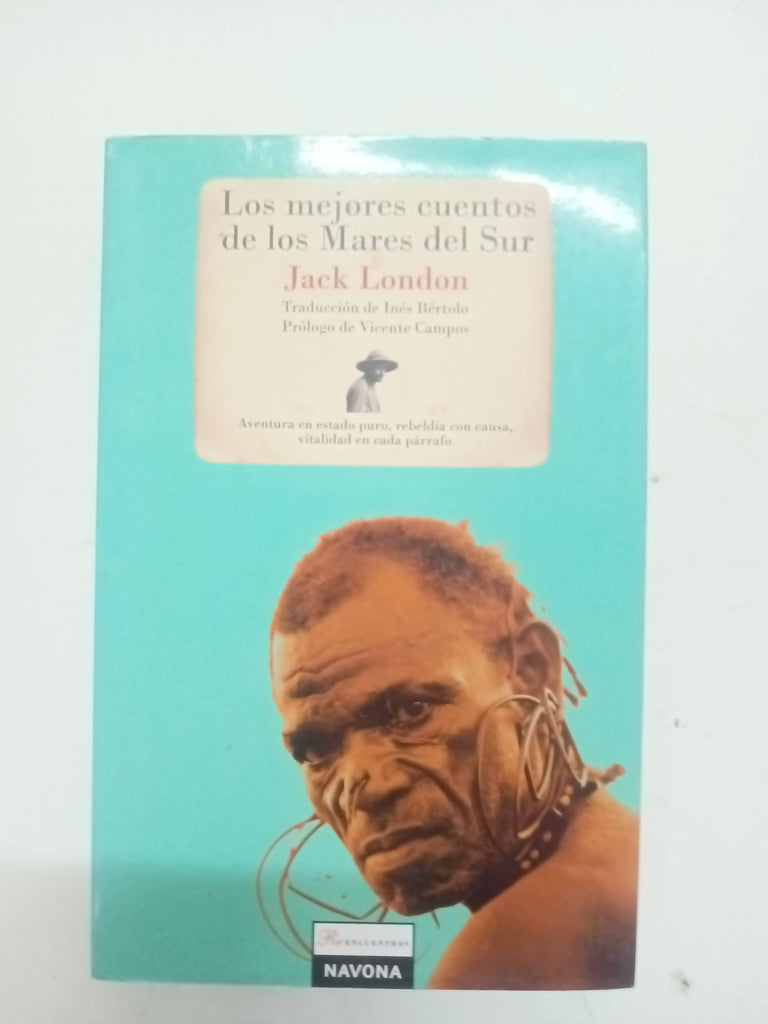 Los mejores cuentos
de los Mares del Sur
Jack London
Traducción de Inés Bértolo
Prólogo de Vicente Campos
Aventura en estado puro, rebeldía con causa,
vitalidad en cada párrafo
ReENCUENTROS
NAVONA